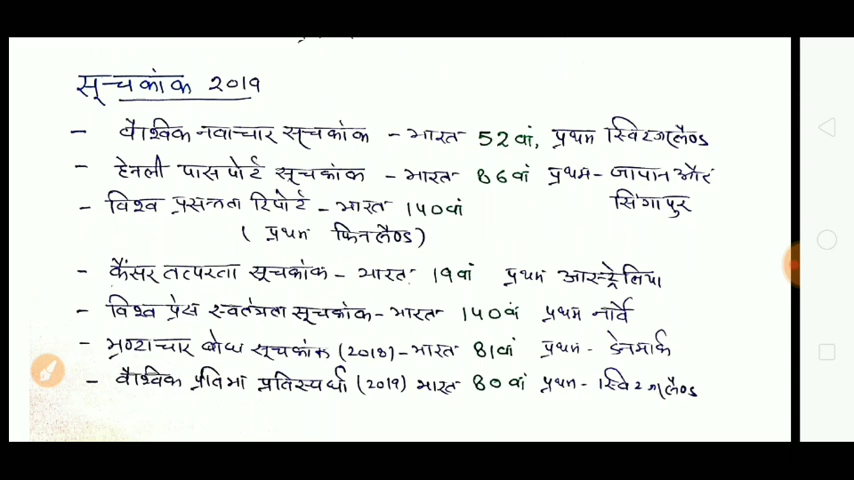 सूचकांक 2019
- वैश्विक नवाचार सूचकांक - भारत 52वां, प्रथम स्विटज़लैण्ड
- हेनली पासपोर्ट सूचकांक - भारत 86वां प्रथम - जापान और सिंगापुर
- विश्व प्रसन्नता रिपोर्ट - भारत 140वां
(प्रथम फिनलैण्ड)
- कैंसर तत्परता सूचकांक - भारत 19वां प्रथम आस्ट्रेलिया
- विश्व प्रेस स्वतंत्रता सूचकांक - भारत 140वां प्रथम नार्वे
- भ्रष्टाचार बोध सूचकांक (2018) - भारत 81वां प्रथम - डेनमार्क
- वैश्विक प्रतिभा प्रतिस्पर्धा (2019) भारत 80वां प्रथम - स्विटज़लैण्ड